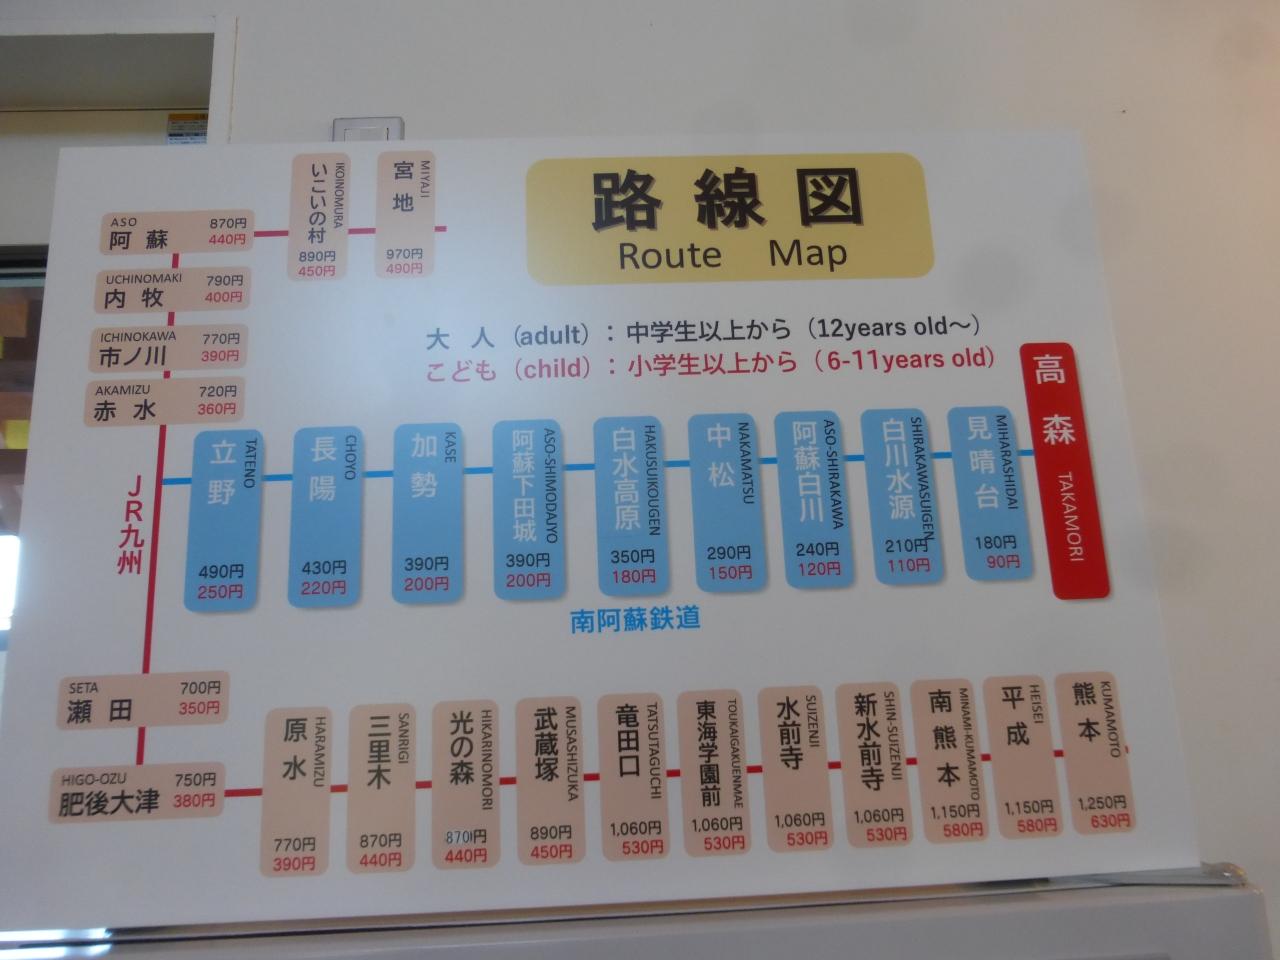 路線図
Route Map
大人 (adult)：中学生以上から（12years old～）
こども (child)：小学生以上から（6-11years old）
MIYAJI
宮地
970円
490円
IKOINOMURA
いこいの村
890円
450円
ASO
阿蘇
870円
440円
UCHINOMAKI
内牧
790円
400円
ICHINOKAWA
市ノ川
770円
390円
AKAMIZU
赤水
720円
360円
JR九州
立野
TATENO
490円
250円
長陽
CHOYO
430円
220円
加勢
KASE
390円
200円
阿蘇下田城
ASO-SHIMODAJYO
390円
200円
白水高原
HAKUSUIKOUGEN
350円
180円
中松
NAKAMATSU
290円
150円
阿蘇白川
ASO-SHIRAKAWA
240円
120円
白川水源
SHIRAKAWASUIGEN
210円
110円
見晴台
MIHARASHIDAI
180円
90円
高森
TAKAMORI
南阿蘇鉄道
SETA
瀬田
700円
350円
HIGO-OZU
肥後大津
750円
380円
原水
HARAMIZU
770円
390円
三里木
SANRIGI
870円
440円
光の森
HIKARINOMORI
870円
440円
武蔵塚
MUSASHIZUKA
890円
450円
竜田口
TATSUTAGUCHI
1,060円
530円
東海学園前
TOUKAIGAKUENMAE
1,060円
530円
水前寺
SUIZENJI
1,060円
530円
新水前寺
SHIN-SUIZENJI
1,060円
530円
南熊本
MINAMI-KUMAMOTO
1,150円
580円
平成
HEISEI
1,150円
580円
熊本
KUMAMOTO
1,250円
630円